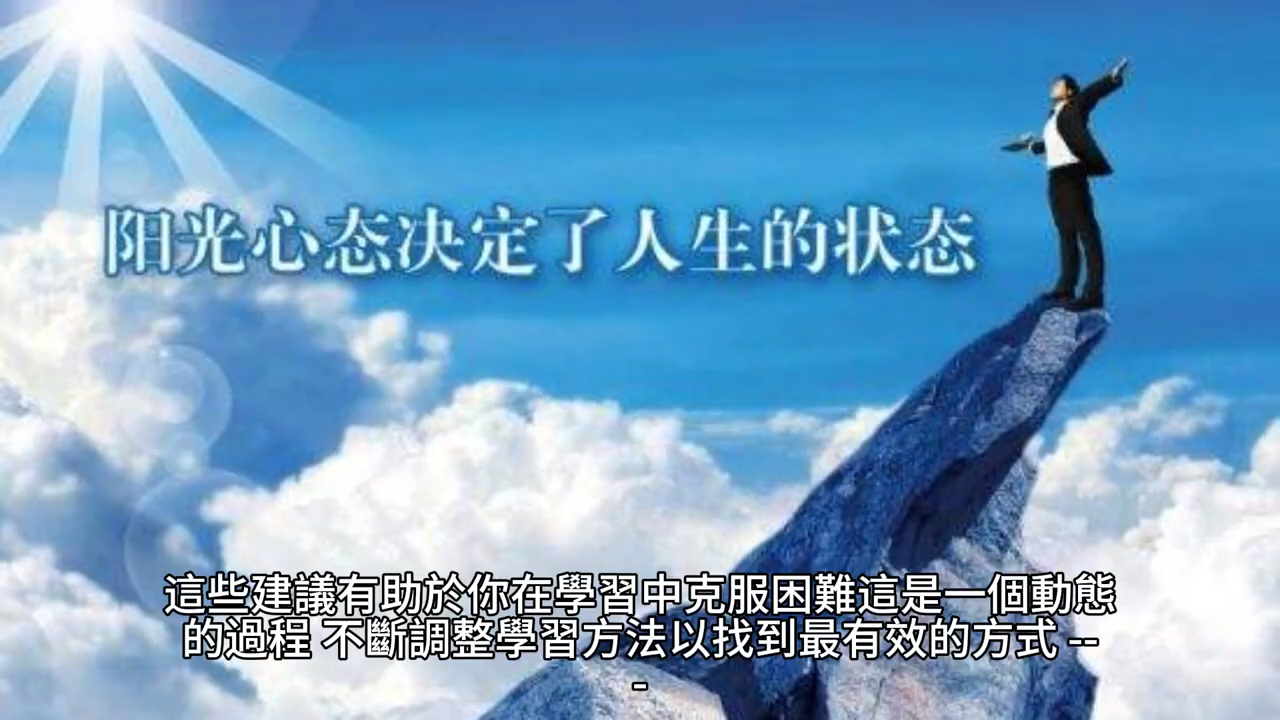 阳光心态决定了人生的状态
這些建議有助於你在學習中克服困難這是一個動態
的過程 不斷調整學習方法以找到最有效的方式 --
-